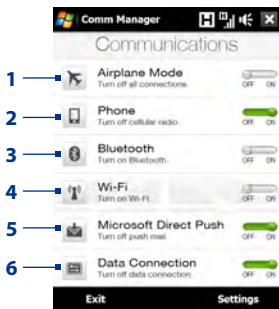 Comm Manager H H
Communications
1 Airplane Mode
Turn off all connections.
OFF ON
2 Phone
Turn off cellular radio.
OFF ON
3 Bluetooth
Turn on Bluetooth.
OFF ON
4 Wi-Fi
Turn on Wi-Fi.
OFF ON
5 Microsoft Direct Push
Turn off push mail.
OFF ON
6 Data Connection
Turn off data connection.
OFF ON
Exit Settings